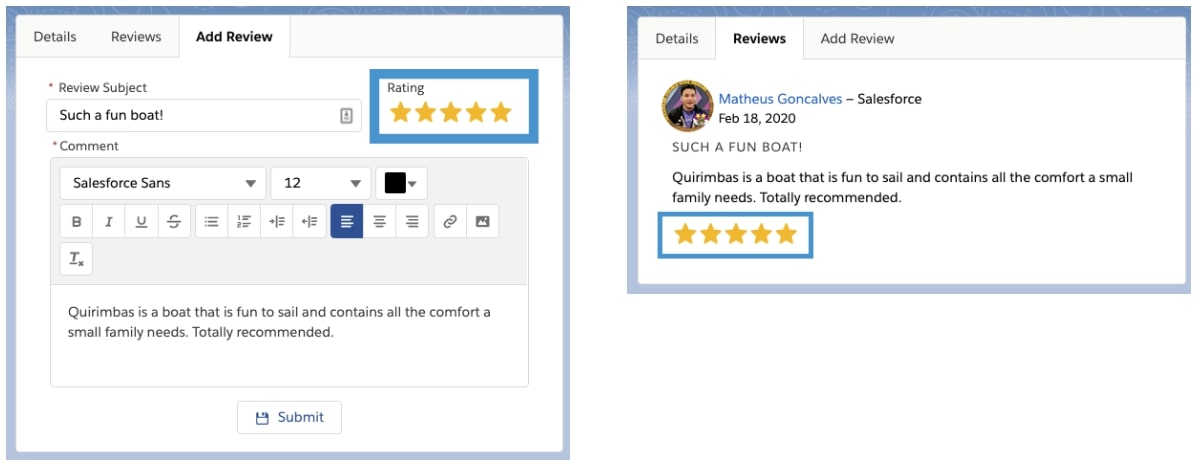 Details Reviews Add Review
* Review Subject
Such a fun boat!
Rating
* Comment
Salesforce Sans 12
B I U S
Tx
Quirimbas is a boat that is fun to sail and contains all the comfort a
small family needs. Totally recommended.
Submit
Details Reviews Add Review
Matheus Goncalves – Salesforce
Feb 18, 2020
SUCH A FUN BOAT!
Quirimbas is a boat that is fun to sail and contains all the comfort a small
family needs. Totally recommended.